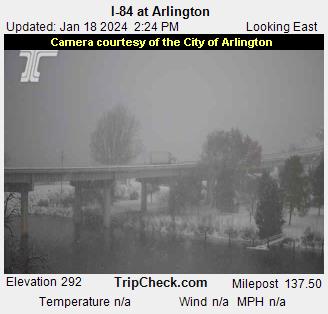 I-84 at Arlington
Updated: Jan 18 2024 2:24 PM Looking East
Camera courtesy of the City of Arlington
Elevation 292 TripCheck.com Milepost 137.50
Temperature n/a Wind n/a MPH n/a